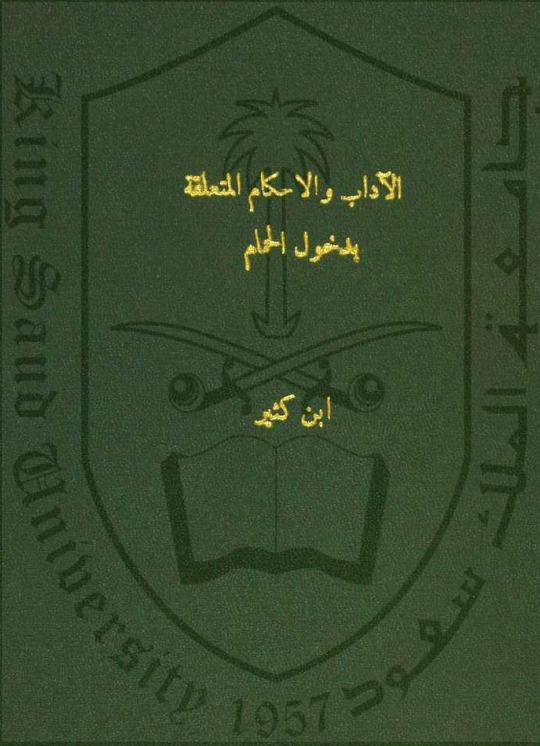 الآداب والاحكام المتعلقة
بدخول الحمام
ابن كثير
جامعة الملك سعود
King Saud University 1957